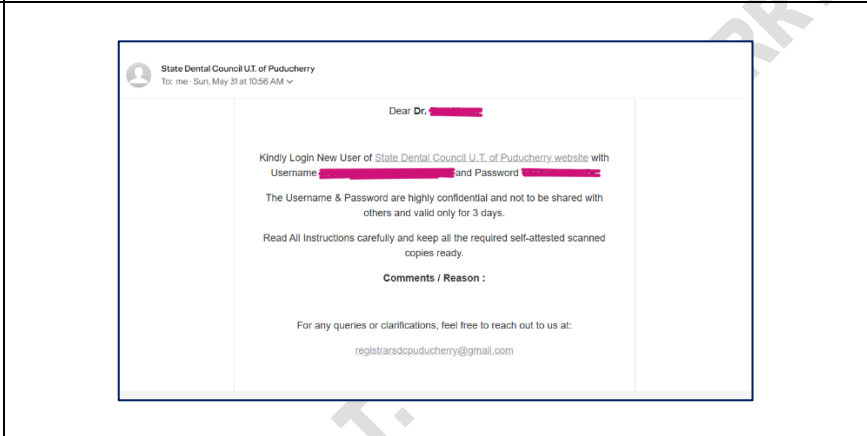 State Dental Council U.T. of Puducherry
To: me · Sun, May 31 at 10:56 AM
Dear Dr.
Kindly Login New User of State Dental Council U.T. of Puducherry website with
Username and Password
The Username & Password are highly confidential and not to be shared with
others and valid only for 3 days.
Read All Instructions carefully and keep all the required self-attested scanned
copies ready.
Comments / Reason :
For any queries or clarifications, feel free to reach out to us at:
registrarsdcpuducherry@gmail.com